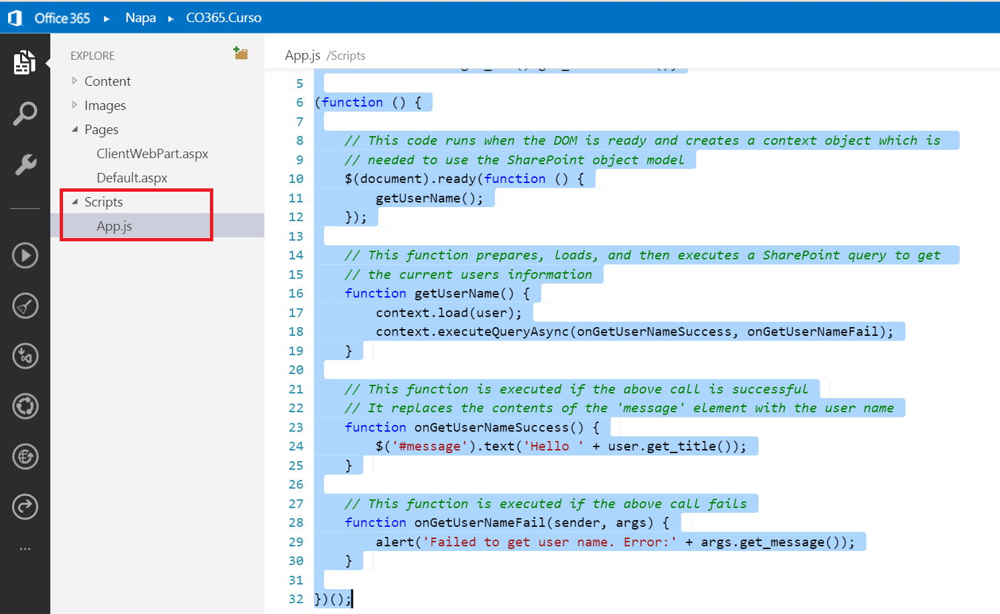 Office 365 ▸ Napa ▸ CO365.Curso
EXPLORE
Content
Images
Pages
ClientWebPart.aspx
Default.aspx
Scripts
App.js
App.js /Scripts
5
6 (function () {
7
8 // This code runs when the DOM is ready and creates a context object which is
9 // needed to use the SharePoint object model
10 $(document).ready(function () {
11 getUserName();
12 });
13
14 // This function prepares, loads, and then executes a SharePoint query to get
15 // the current users information
16 function getUserName() {
17 context.load(user);
18 context.executeQueryAsync(onGetUserNameSuccess, onGetUserNameFail);
19 }
20
21 // This function is executed if the above call is successful
22 // It replaces the contents of the 'message' element with the user name
23 function onGetUserNameSuccess() {
24 $('#message').text('Hello ' + user.get_title());
25 }
26
27 // This function is executed if the above call fails
28 function onGetUserNameFail(sender, args) {
29 alert('Failed to get user name. Error:' + args.get_message());
30 }
31
32 })();